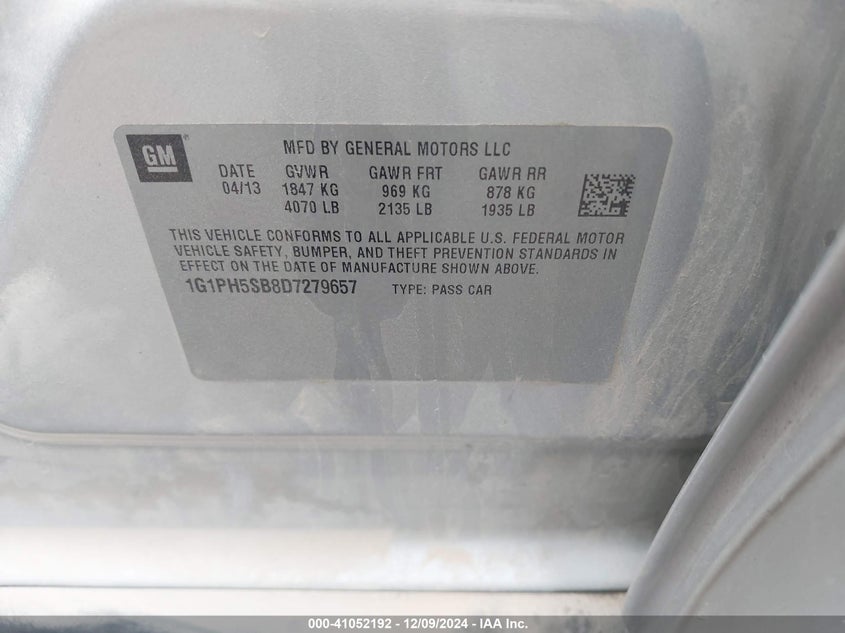 GM
MFD BY GENERAL MOTORS LLC
DATE GVWR GAWR FRT GAWR RR
04/13 1847 KG 969 KG 878 KG
4070 LB 2135 LB 1935 LB
THIS VEHICLE CONFORMS TO ALL APPLICABLE U.S. FEDERAL MOTOR
VEHICLE SAFETY, BUMPER, AND THEFT PREVENTION STANDARDS IN
EFFECT ON THE DATE OF MANUFACTURE SHOWN ABOVE.
1G1PH5SB8D7279657 TYPE: PASS CAR
000-41052192 - 12/09/2024 - IAA Inc.